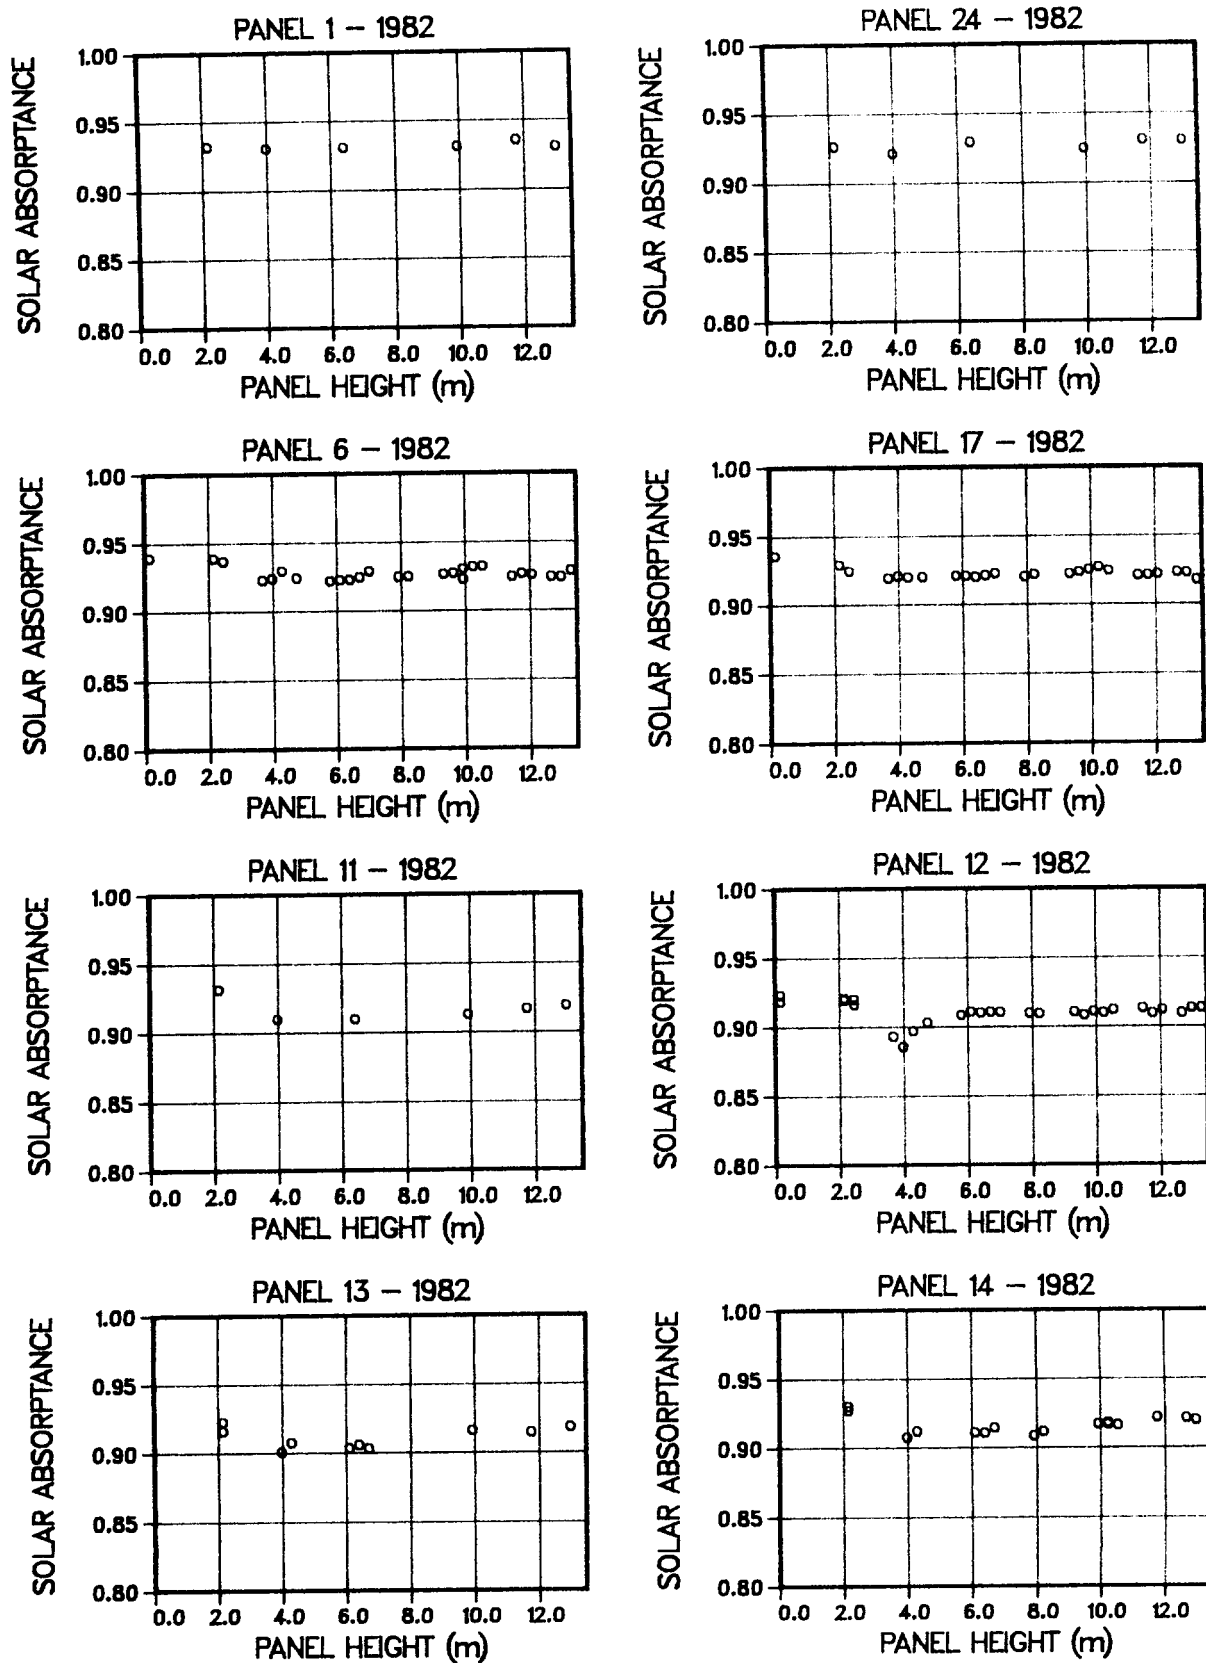 PANEL 1 – 1982
SOLAR ABSORPTANCE
1.00
0.95
0.90
0.85
0.80
0.0 2.0 4.0 6.0 8.0 10.0 12.0
PANEL HEIGHT (m)
PANEL 24 – 1982
SOLAR ABSORPTANCE
1.00
0.95
0.90
0.85
0.80
0.0 2.0 4.0 6.0 8.0 10.0 12.0
PANEL HEIGHT (m)
PANEL 6 – 1982
SOLAR ABSORPTANCE
1.00
0.95
0.90
0.85
0.80
0.0 2.0 4.0 6.0 8.0 10.0 12.0
PANEL HEIGHT (m)
PANEL 17 – 1982
SOLAR ABSORPTANCE
1.00
0.95
0.90
0.85
0.80
0.0 2.0 4.0 6.0 8.0 10.0 12.0
PANEL HEIGHT (m)
PANEL 11 – 1982
SOLAR ABSORPTANCE
1.00
0.95
0.90
0.85
0.80
0.0 2.0 4.0 6.0 8.0 10.0 12.0
PANEL HEIGHT (m)
PANEL 12 – 1982
SOLAR ABSORPTANCE
1.00
0.95
0.90
0.85
0.80
0.0 2.0 4.0 6.0 8.0 10.0 12.0
PANEL HEIGHT (m)
PANEL 13 – 1982
SOLAR ABSORPTANCE
1.00
0.95
0.90
0.85
0.80
0.0 2.0 4.0 6.0 8.0 10.0 12.0
PANEL HEIGHT (m)
PANEL 14 – 1982
SOLAR ABSORPTANCE
1.00
0.95
0.90
0.85
0.80
0.0 2.0 4.0 6.0 8.0 10.0 12.0
PANEL HEIGHT (m)